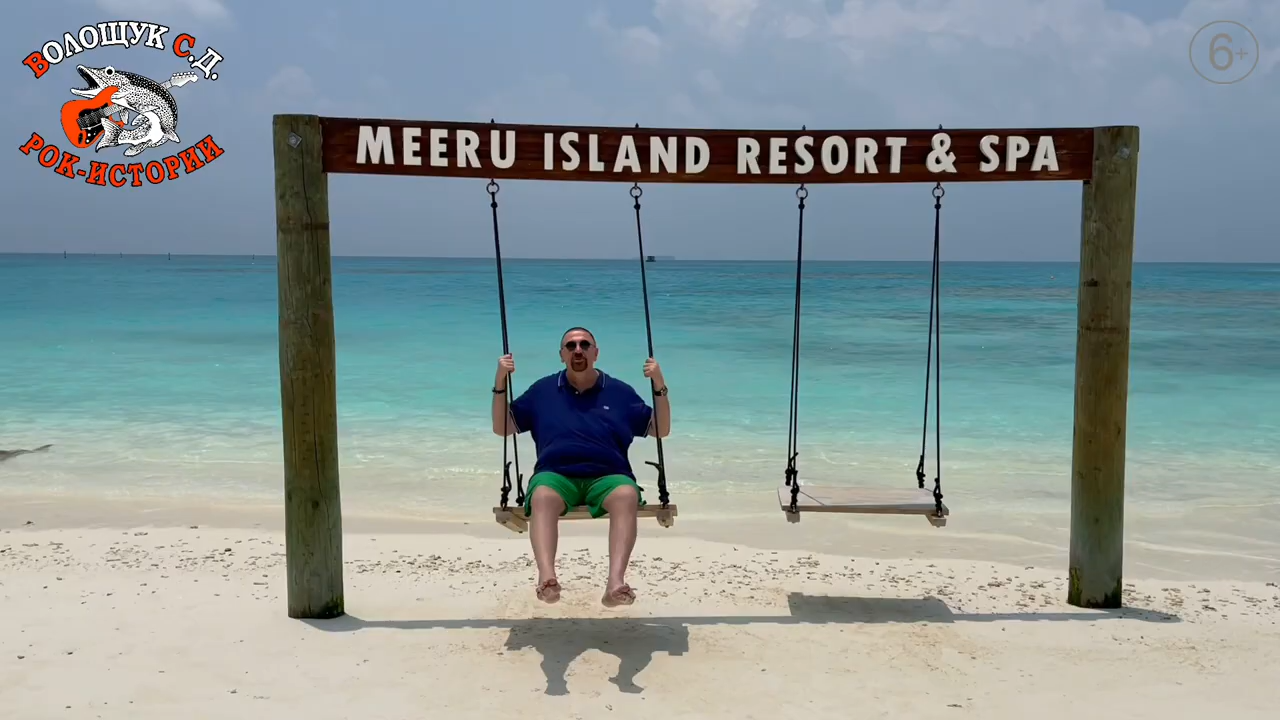 ВОЛОЩУК С.Д.
РОК-ИСТОРИИ
6+
MEERU ISLAND RESORT & SPA